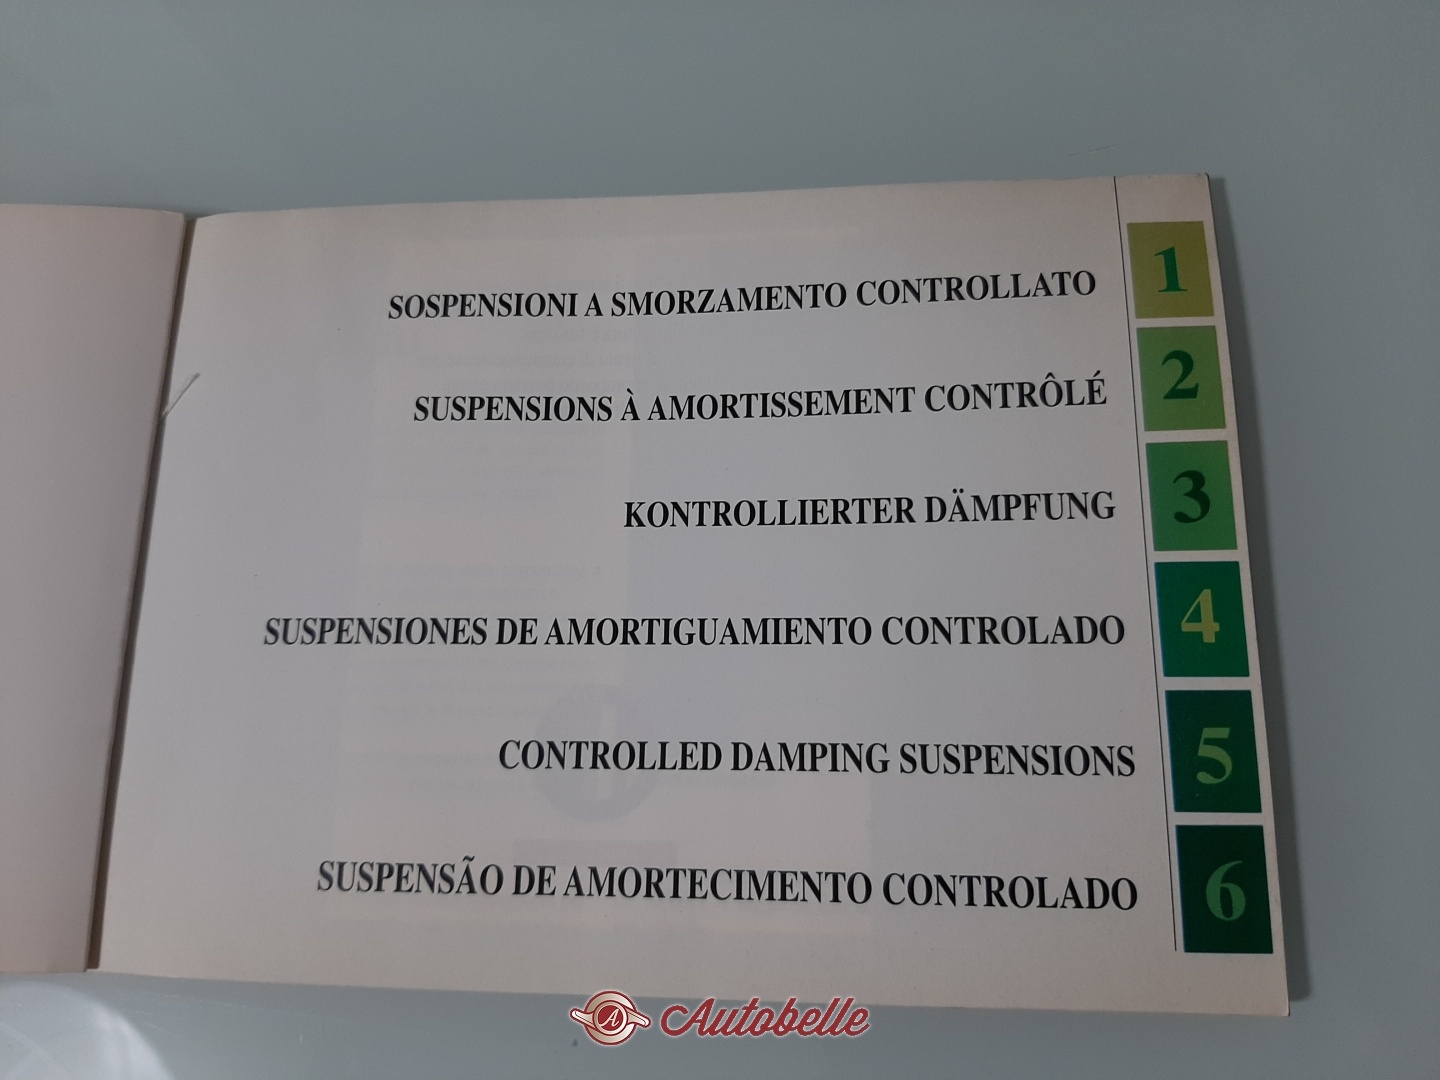 SOSPENSIONI A SMORZAMENTO CONTROLLATO 1
SUSPENSIONS À AMORTISSEMENT CONTRÔLÉ 2
KONTROLLIERTER DÄMPFUNG 3
SUSPENSIONES DE AMORTIGUAMIENTO CONTROLADO 4
CONTROLLED DAMPING SUSPENSIONS 5
SUSPENSÃO DE AMORTECIMENTO CONTROLADO 6
A Autobelle